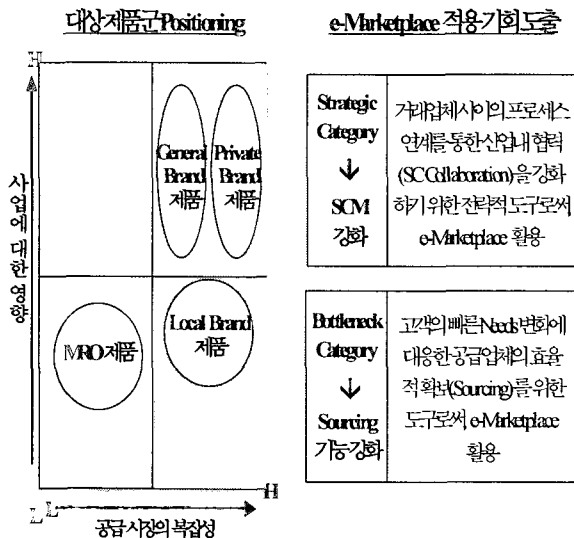 대상제품군Positioning
H
사업에 대한 영향
General Brand 제품
Private Brand 제품
MRO 제품
Local Brand 제품
L
L
H
공급 시장의 복잡성
e-Marketplace 적용기회 도출
Strategic Category
↓
SCM 강화
거래업체 사이의 프로세스
연계를 통한 산업내 협력
(SC Collaboration)을 강화
하기 위한 전략적 도구로써
e-Marketplace 활용
Bottleneck Category
↓
Sourcing 기능 강화
고객의 빠른 Needs 변화에
대응한 공급업체의 효율
적 확보(Sourcing)를 위한
도구로써, e-Marketplace
활용